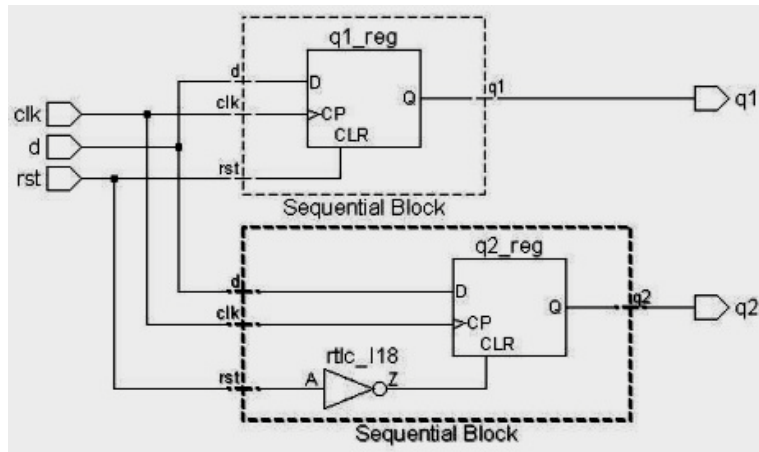 q1_reg
d
D
clk
clk
CP
Q
q1
q1
d
CLR
rst
rst
Sequential Block
q2_reg
d
D
clk
CP
Q
q2
q2
CLR
rtlc_I18
rst
A
Z
Sequential Block